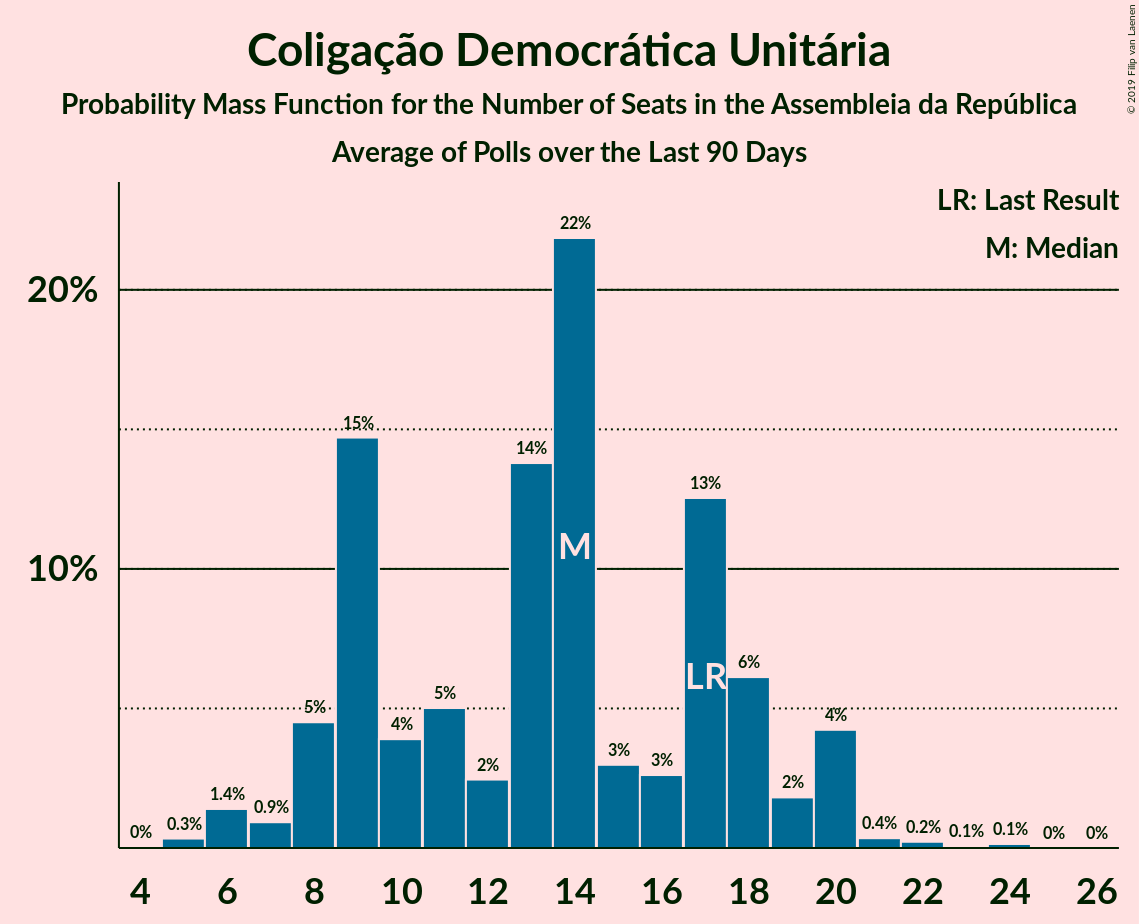 Coligação Democrática Unitária
Probability Mass Function for the Number of Seats in the Assembleia da República
Average of Polls over the Last 90 Days
© 2019 Filip van Laenen
LR: Last Result
M: Median
20%
10%
0%
0.3%
1.4%
0.9%
5%
15%
4%
5%
2%
14%
22%
3%
3%
13%
6%
2%
4%
0.4%
0.2%
0.1%
0.1%
0%
0%
M
LR
4 6 8 10 12 14 16 18 20 22 24 26